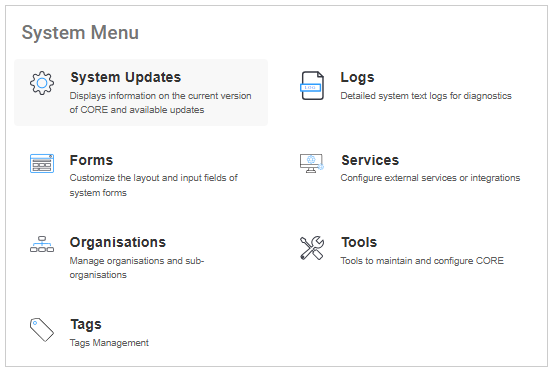 System Menu
System Updates
Displays information on the current version
of CORE and available updates
Logs
Detailed system text logs for diagnostics
Forms
Customize the layout and input fields of
system forms
Services
Configure external services or integrations
Organisations
Manage organisations and sub-
organisations
Tools
Tools to maintain and configure CORE
Tags
Tags Management